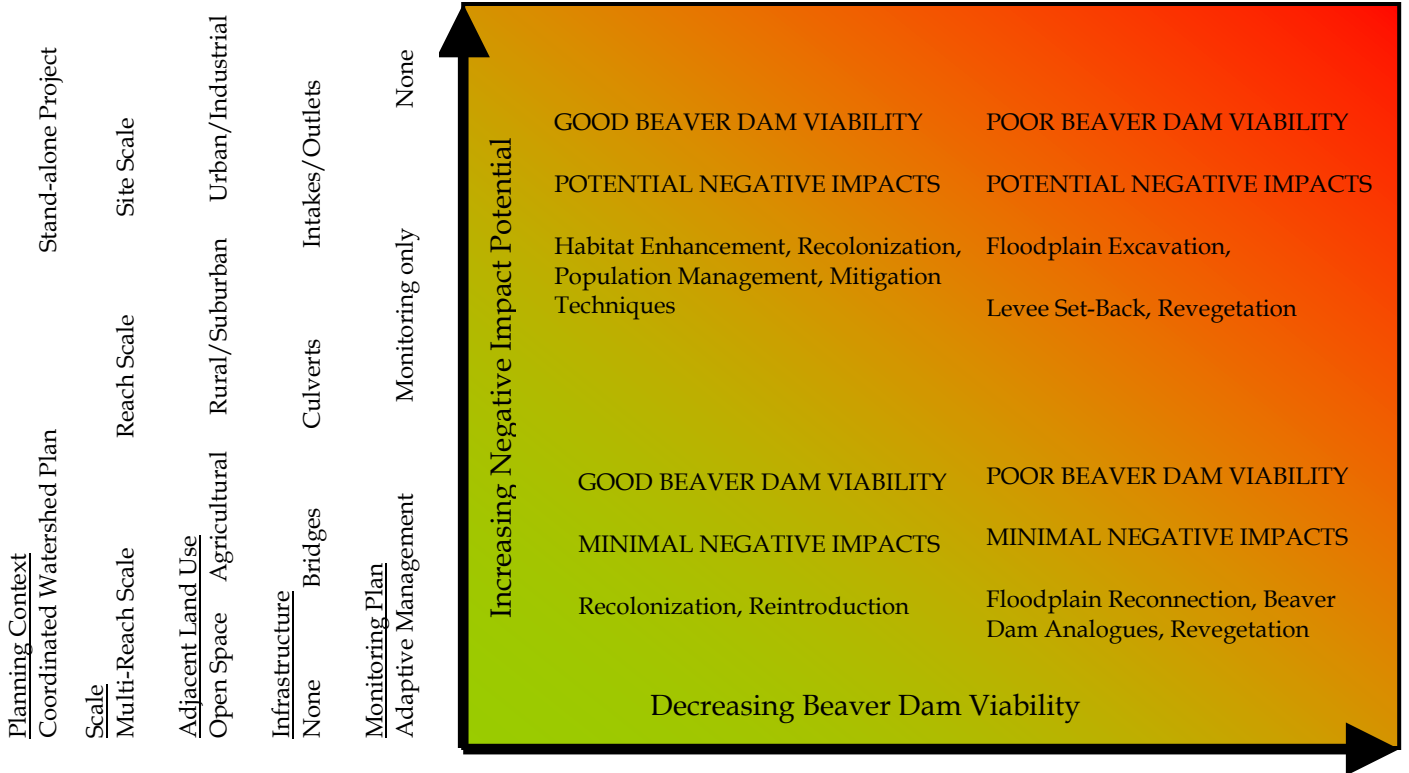 Planning Context
Coordinated Watershed Plan Stand-alone Project
Scale
Multi-Reach Scale Reach Scale Site Scale
Adjacent Land Use
Open Space Agricultural Rural/Suburban Urban/Industrial
Infrastructure
None Bridges Culverts Intakes/Outlets
Monitoring Plan
Adaptive Management Monitoring only None
Increasing Negative Impact Potential
GOOD BEAVER DAM VIABILITY
POTENTIAL NEGATIVE IMPACTS
Habitat Enhancement, Recolonization,
Population Management, Mitigation
Techniques
POOR BEAVER DAM VIABILITY
POTENTIAL NEGATIVE IMPACTS
Floodplain Excavation,
Levee Set-Back, Revegetation
GOOD BEAVER DAM VIABILITY
MINIMAL NEGATIVE IMPACTS
Recolonization, Reintroduction
POOR BEAVER DAM VIABILITY
MINIMAL NEGATIVE IMPACTS
Floodplain Reconnection, Beaver
Dam Analogues, Revegetation
Decreasing Beaver Dam Viability